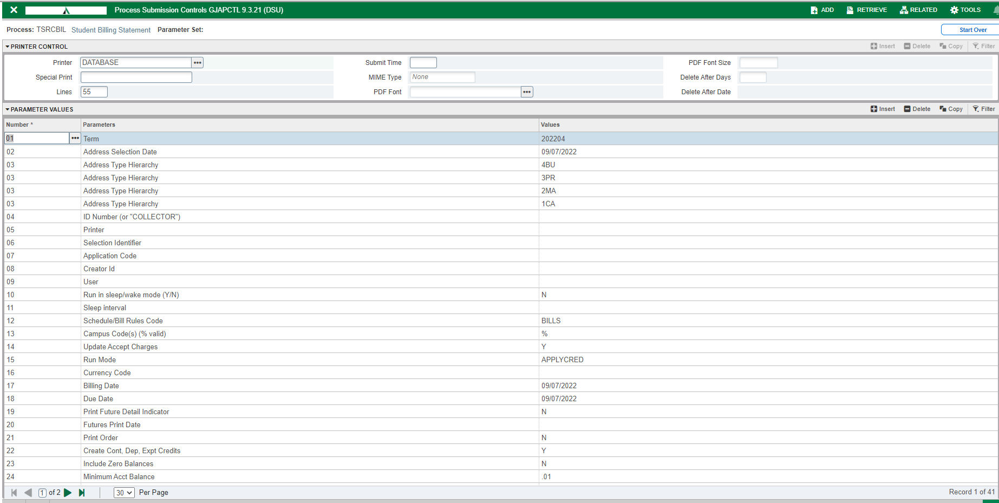 Process Submission Controls GJAPCTL 9.3.21 (DSU) ADD RETRIEVE RELATED TOOLS
Process: TSRCBIL Student Billing Statement Parameter Set: Start Over
PRINTER CONTROL Insert Delete Copy Filter
Printer DATABASE Submit Time PDF Font Size
Special Print MIME Type None Delete After Days
Lines 55 PDF Font Delete After Date
PARAMETER VALUES Insert Delete Copy Filter
Number * Parameters Values
01 Term 202204
02 Address Selection Date 09/07/2022
03 Address Type Hierarchy 4BU
03 Address Type Hierarchy 3PR
03 Address Type Hierarchy 2MA
03 Address Type Hierarchy 1CA
04 ID Number (or "COLLECTOR")
05 Printer
06 Selection Identifier
07 Application Code
08 Creator Id
09 User
10 Run in sleep/wake mode (Y/N) N
11 Sleep interval
12 Schedule/Bill Rules Code BILLS
13 Campus Code(s) (% valid) %
14 Update Accept Charges Y
15 Run Mode APPLYCRED
16 Currency Code
17 Billing Date 09/07/2022
18 Due Date 09/07/2022
19 Print Future Detail Indicator N
20 Futures Print Date
21 Print Order N
22 Create Cont, Dep, Expt Credits Y
23 Include Zero Balances N
24 Minimum Acct Balance .01
1 of 2 30 Per Page Record 1 of 41